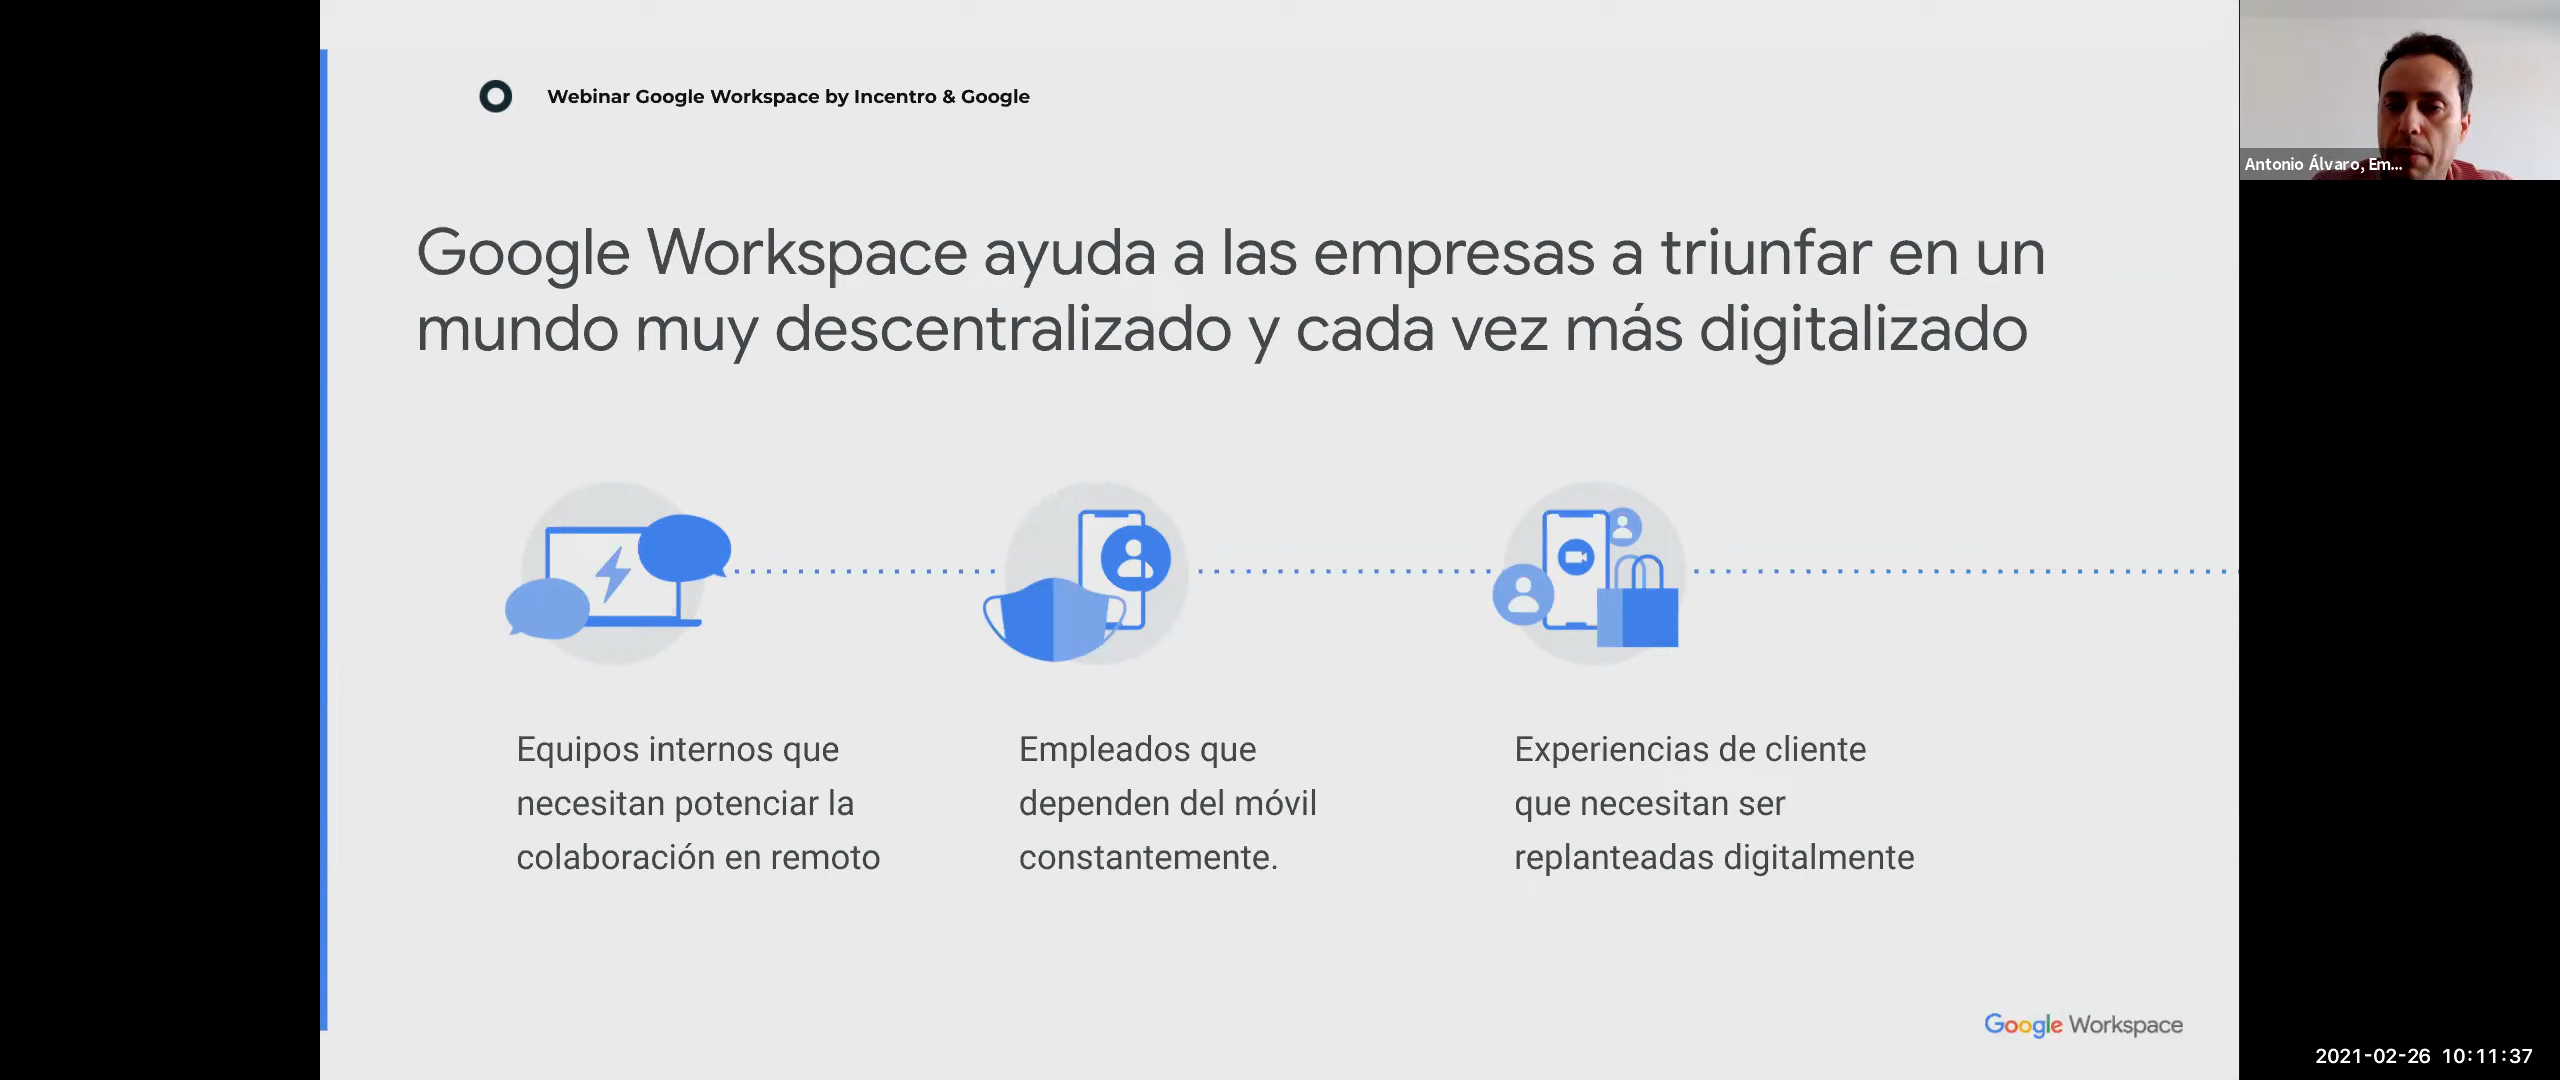 Webinar Google Workspace by Incentro & Google
Antonio Álvaro, Em...
Google Workspace ayuda a las empresas a triunfar en un
mundo muy descentralizado y cada vez más digitalizado
Equipos internos que
necesitan potenciar la
colaboración en remoto
Empleados que
dependen del móvil
constantemente.
Experiencias de cliente
que necesitan ser
replanteadas digitalmente
Google Workspace
2021-02-26 10:11:37